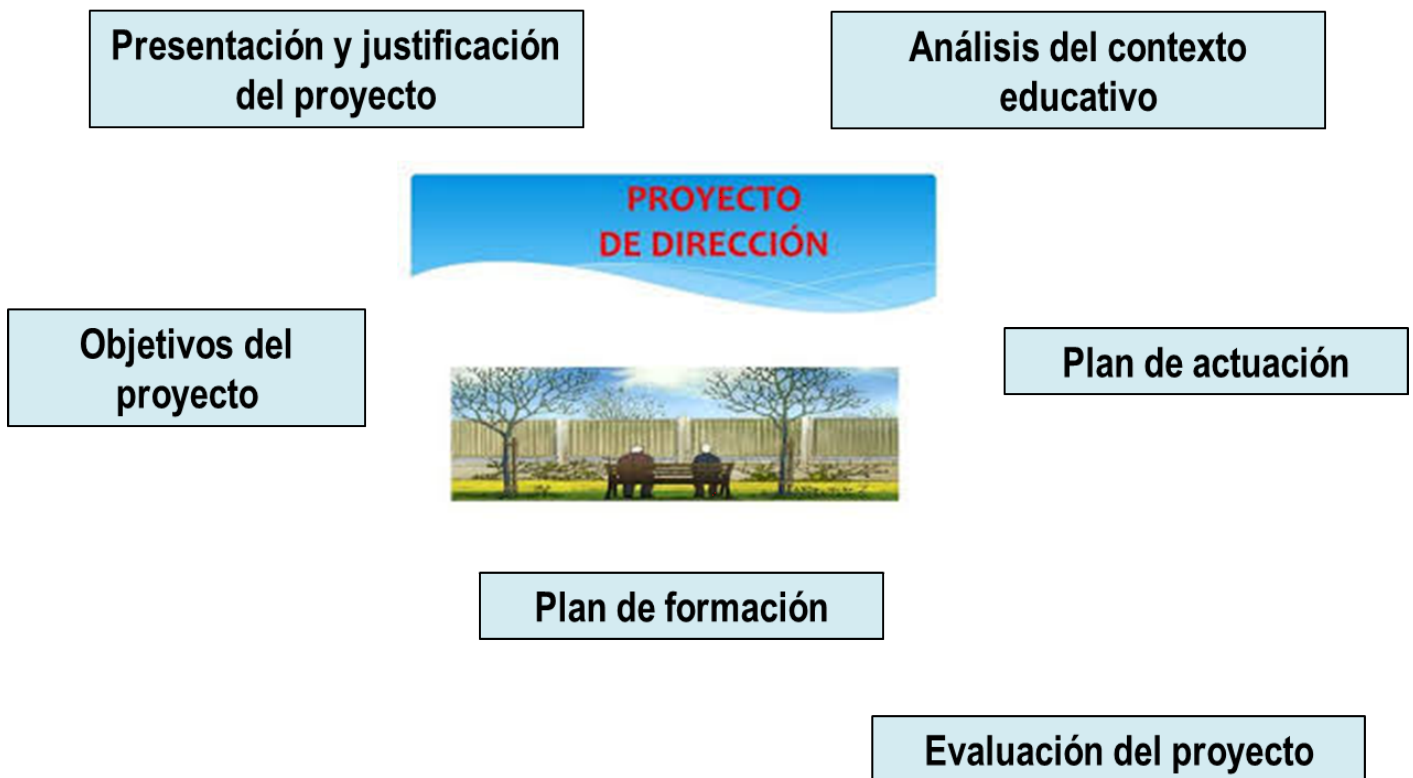 Presentación y justificación
del proyecto
Análisis del contexto
educativo
PROYECTO
DE DIRECCIÓN
Objetivos del
proyecto
Plan de actuación
Plan de formación
Evaluación del proyecto